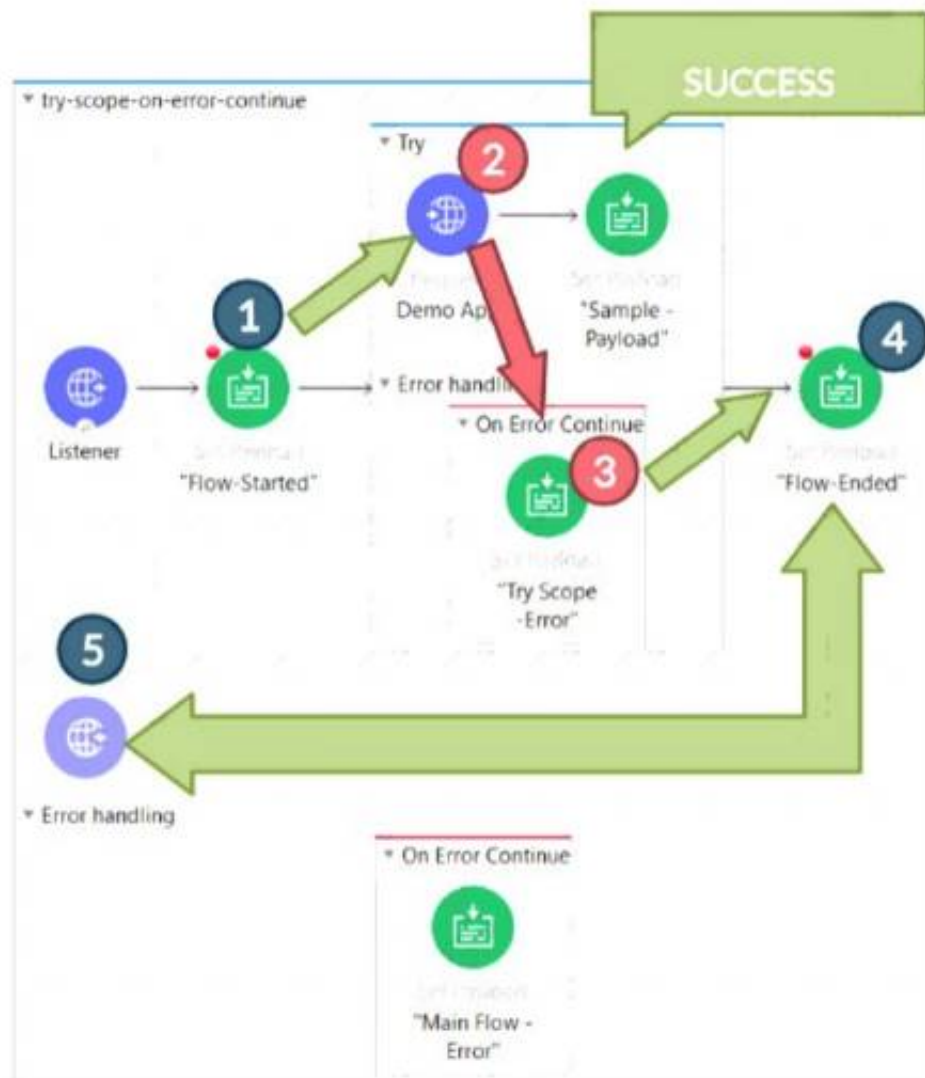 SUCCESS
try-scope-on-error-continue
Try
2
1
Demo Ap
"Sample -
Payload"
4
Error handlin
On Error Continue
Listener
"Flow-Started"
3
"Flow-Ended"
"Try Scope
-Error"
5
Error handling
On Error Continue
"Main Flow -
Error"